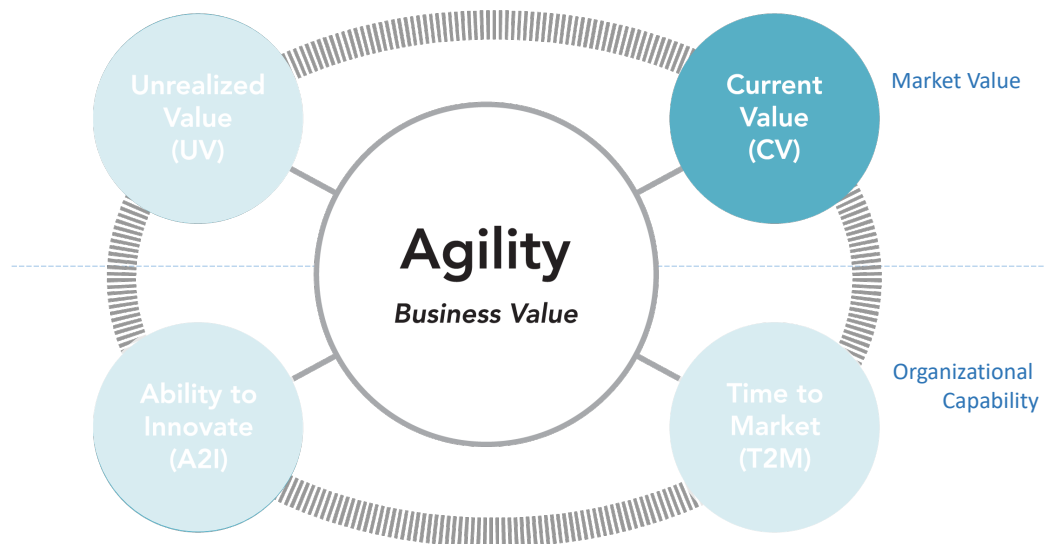 Unrealized
Value
(UV)
Current
Value
(CV)
Market Value
Agility
Business Value
Ability to
Innovate
(A2I)
Time to
Market
(T2M)
Organizational
Capability